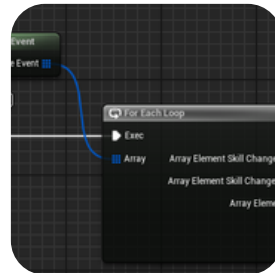 Event
e Event
For Each Loop
Exec
Array
Array Element Skill Change
Array Element Skill Change
Array Eleme